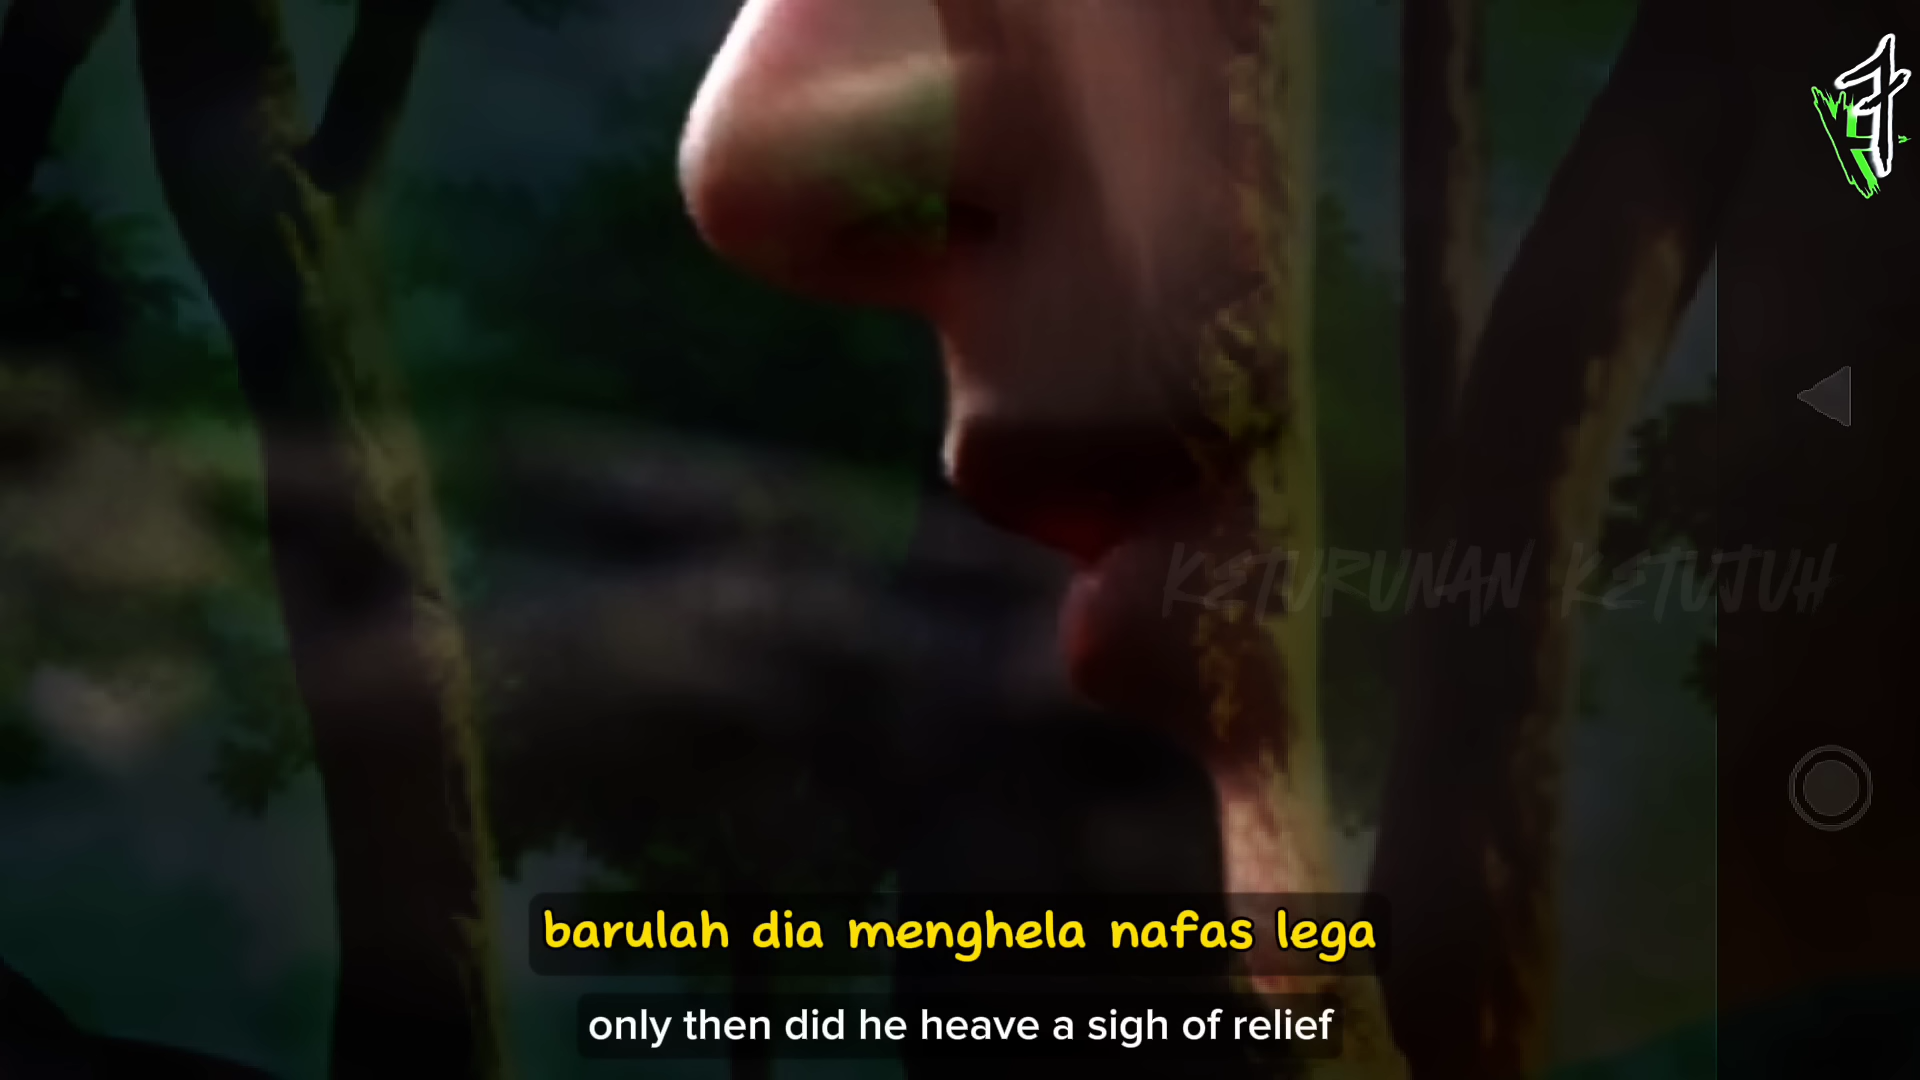 KETURUNAN KETUJUH
barulah dia menghela nafas lega
only then did he heave a sigh of relief